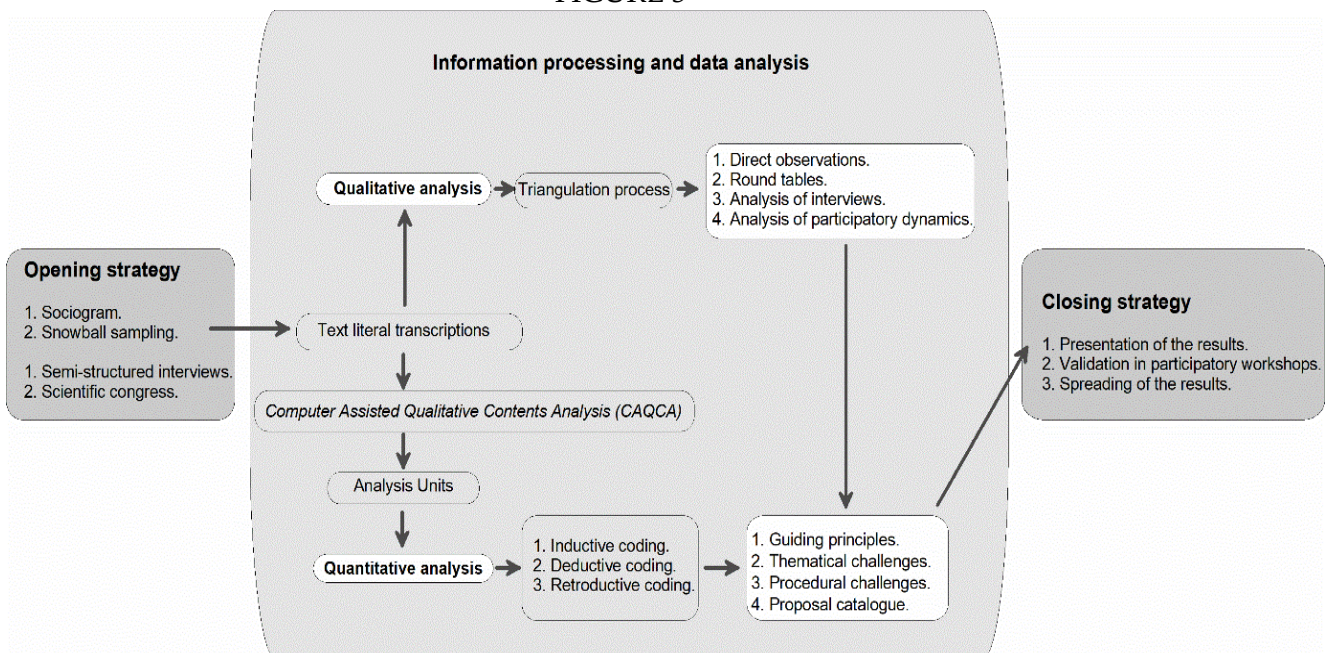 Information processing and data analysis
Opening strategy
1. Sociogram.
2. Snowball sampling.
1. Semi-structured interviews.
2. Scientific congress.
Text literal transcriptions
Qualitative analysis
Triangulation process
1. Direct observations.
2. Round tables.
3. Analysis of interviews.
4. Analysis of participatory dynamics.
Computer Assisted Qualitative Contents Analysis (CAQCA)
Analysis Units
Quantitative analysis
1. Inductive coding.
2. Deductive coding.
3. Retroductive coding.
1. Guiding principles.
2. Thematical challenges.
3. Procedural challenges.
4. Proposal catalogue.
Closing strategy
1. Presentation of the results.
2. Validation in participatory workshops.
3. Spreading of the results.